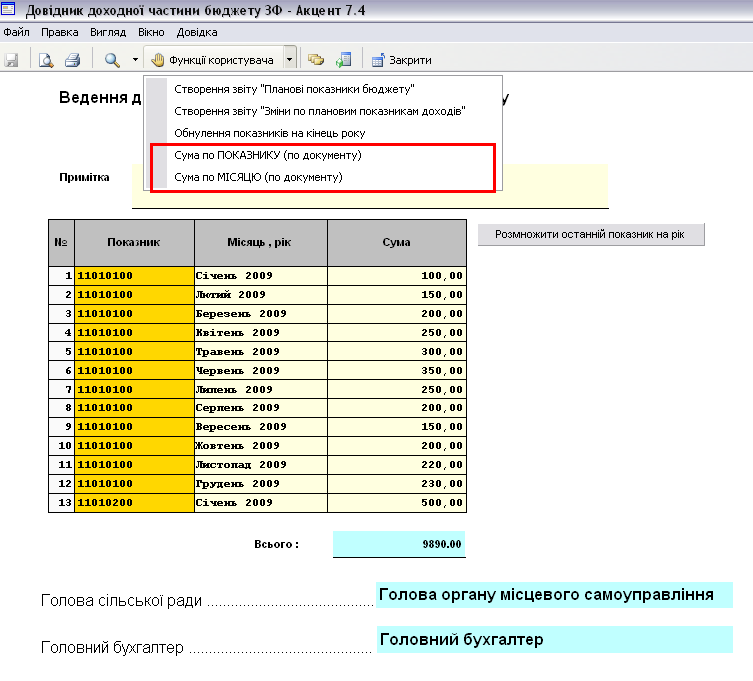 Довідник доходної частини бюджету ЗФ - Акцент 7.4
Файл Правка Вигляд Вікно Довідка
Функції користувача Закрити
Ведення д у
Створення звіту "Планові показники бюджету"
Створення звіту "Зміни по плановим показникам доходів"
Обнулення показників на кінець року
Сума по ПОКАЗНИКУ (по документу)
Сума по МІСЯЦЮ (по документу)
Примітка
Розмножити останній показник на рік
№ Показник Місяць , рік Сума
1 11010100 Січень 2009 100,00
2 11010100 Лютий 2009 150,00
3 11010100 Березень 2009 200,00
4 11010100 Квітень 2009 250,00
5 11010100 Травень 2009 300,00
6 11010100 Червень 2009 350,00
7 11010100 Липень 2009 250,00
8 11010100 Серпень 2009 200,00
9 11010100 Вересень 2009 150,00
10 11010100 Жовтень 2009 200,00
11 11010100 Листопад 2009 220,00
12 11010100 Грудень 2009 230,00
13 11010200 Січень 2009 500,00
Всього : 9890.00
Голова сільської ради .......................................... Голова органу місцевого самоуправління
Головний бухгалтер .............................................. Головний бухгалтер